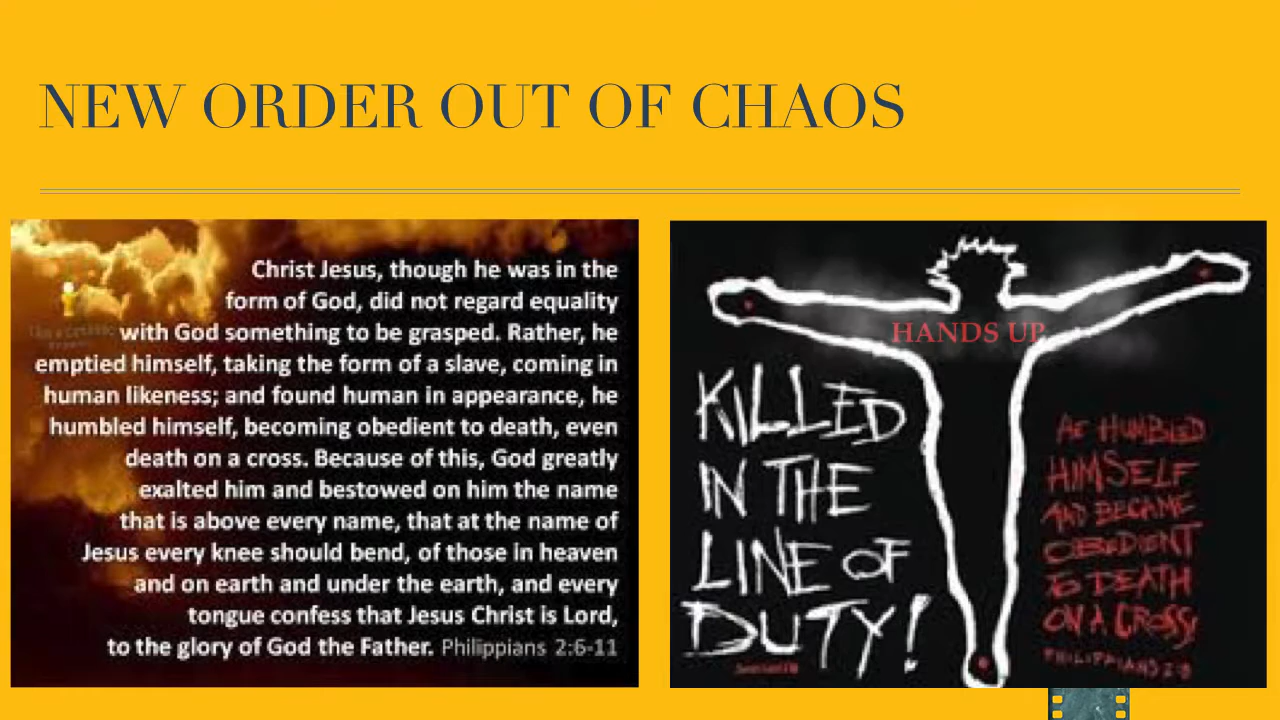 NEW ORDER OUT OF CHAOS
Christ Jesus, though he was in the
form of God, did not regard equality
with God something to be grasped. Rather, he
emptied himself, taking the form of a slave, coming in
human likeness; and found human in appearance, he
humbled himself, becoming obedient to death, even
death on a cross. Because of this, God greatly
exalted him and bestowed on him the name
that is above every name, that at the name of
Jesus every knee should bend, of those in heaven
and on earth and under the earth, and every
tongue confess that Jesus Christ is Lord,
to the glory of God the Father. Philippians 2:6-11
HANDS UP
KILLED
IN THE
LINE OF
DUTY!
HE HUMBLED
HIMSELF
AND BECAME
OBEDIENT
TO DEATH
ON A CROSS!
PHILIPPIANS 2:8